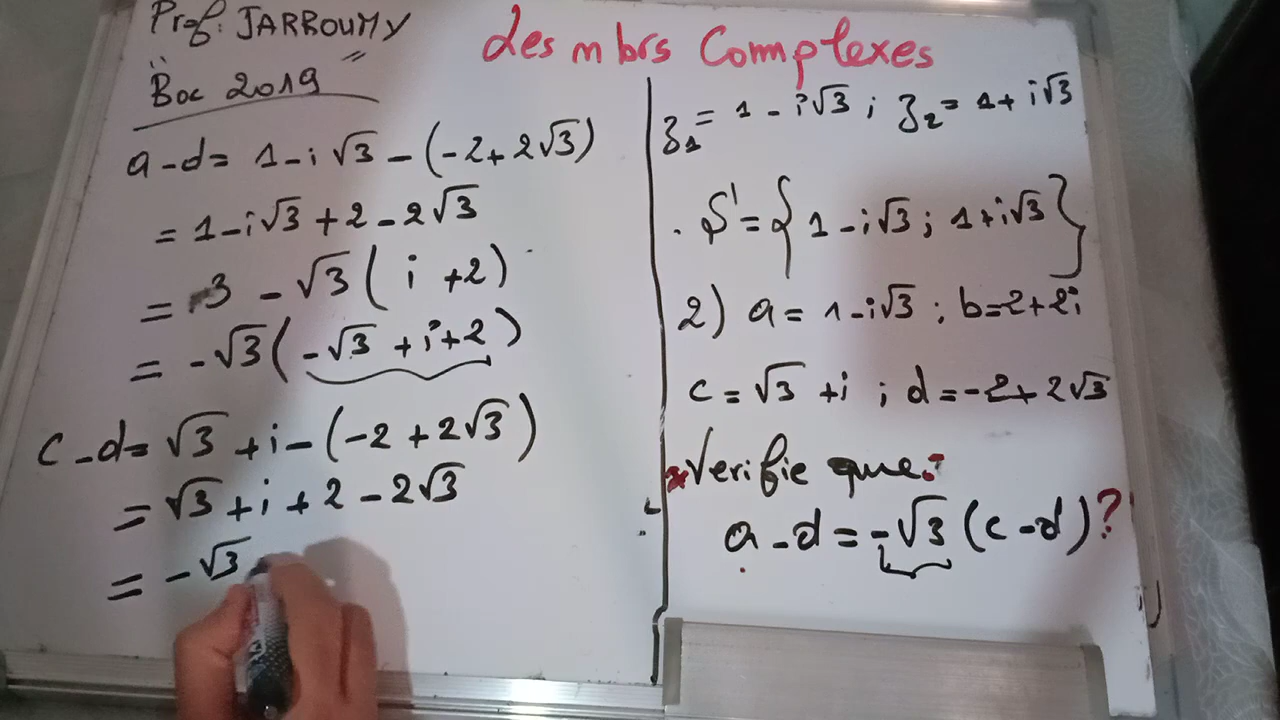 Prof: JARROUMY
Bac 2019
a - d = 1 - i√3 - (-2 + 2√3)
= 1 - i√3 + 2 - 2√3
= 3 - √3 ( i + 2)
= -√3 ( -√3 + i + 2 )
c - d = √3 + i - (-2 + 2√3)
= √3 + i + 2 - 2√3
= - √3
Les nbrs Complexes
z₁ = 1 - i√3 ; z₂ = 1 + i√3
. S = { 1 - i√3 ; 1 + i√3 }
2) a = 1 - i√3 ; b = 2 + 2i
c = √3 + i ; d = -2 + 2√3
*Verifie que:
a - d = -√3 (c - d) ?